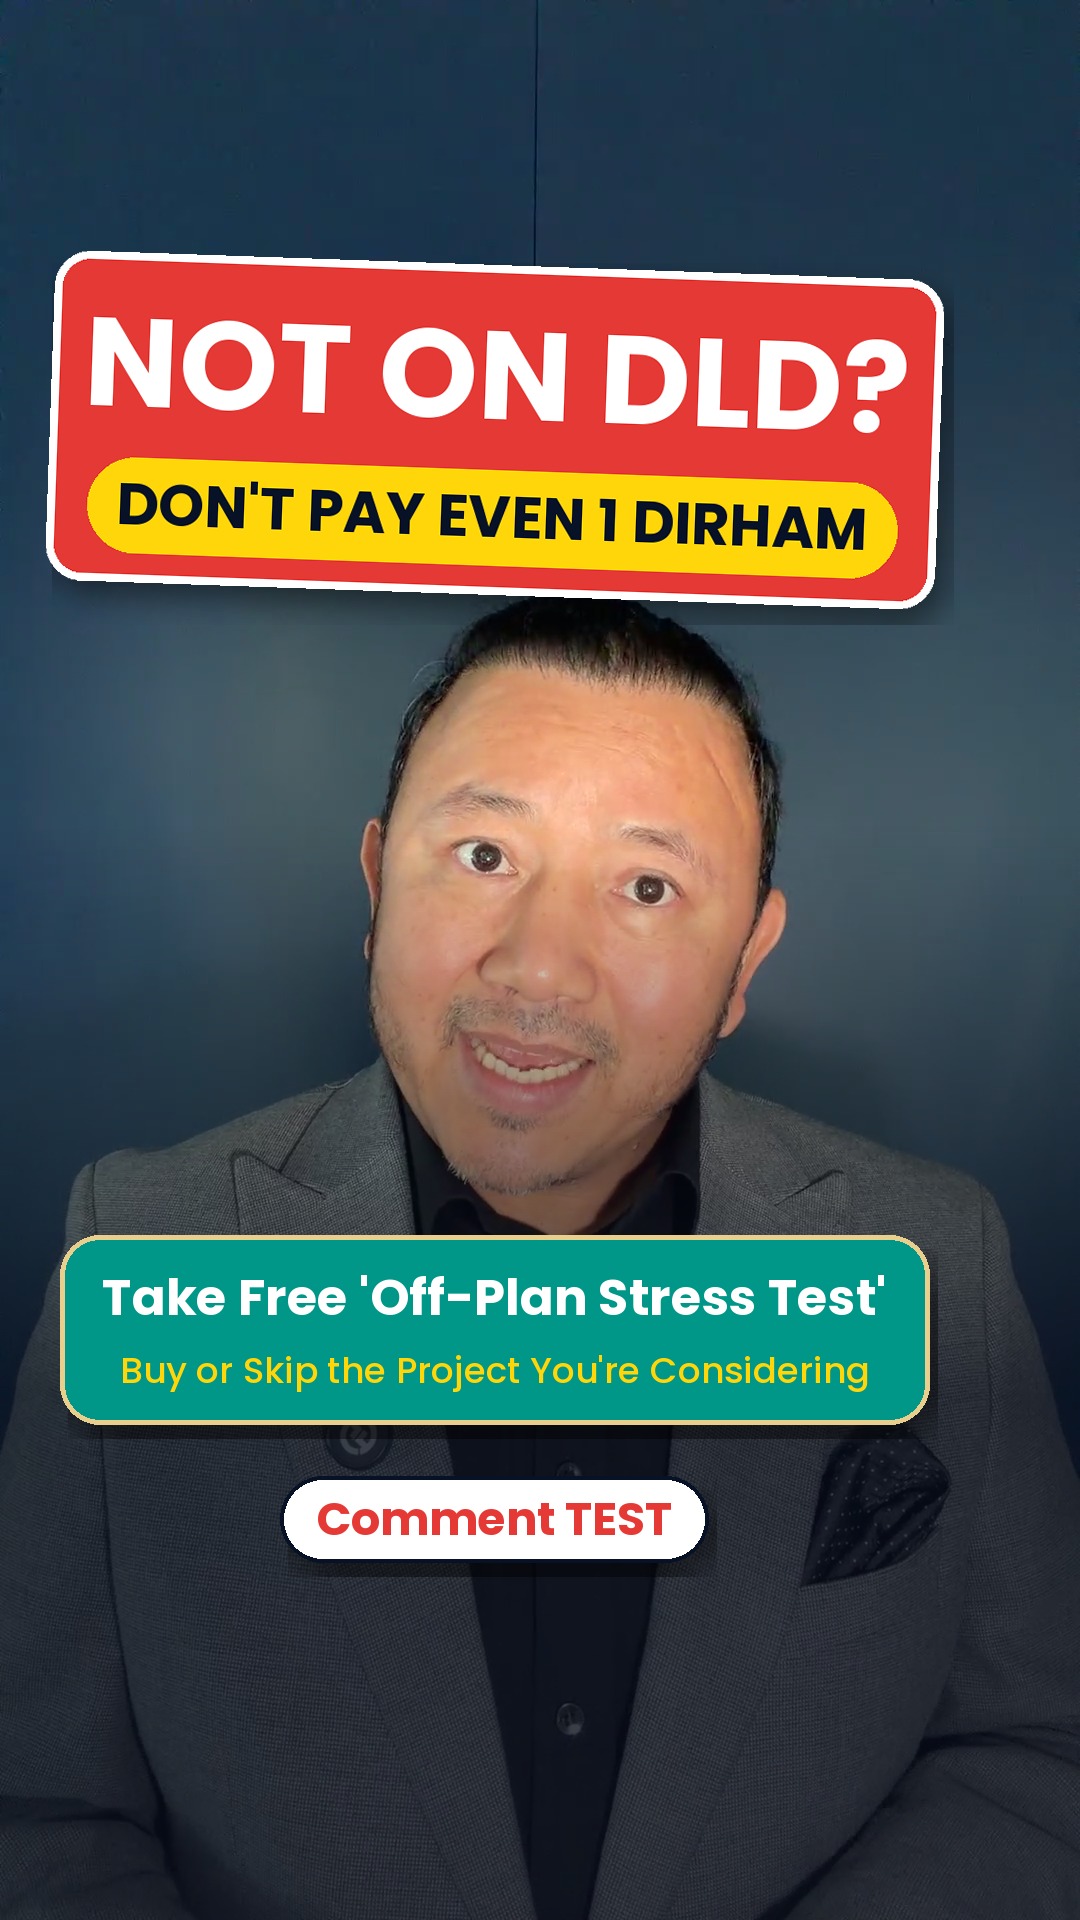 NOT ON DLD?
DON'T PAY EVEN 1 DIRHAM
Take Free 'Off-Plan Stress Test'
Buy or Skip the Project You're Considering
Comment TEST